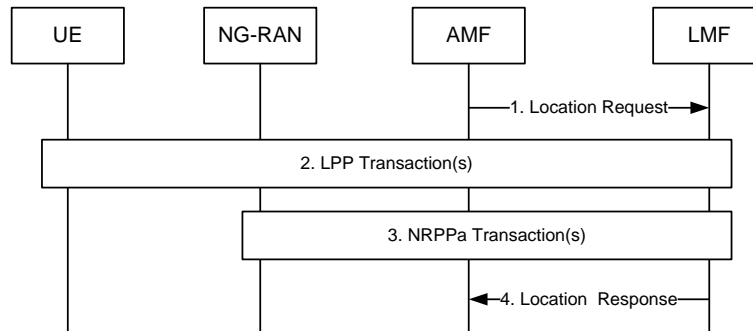 UE
NG-RAN
AMF
LMF
1. Location Request
2. LPP Transaction(s)
3. NRPPa Transaction(s)
4. Location  Response